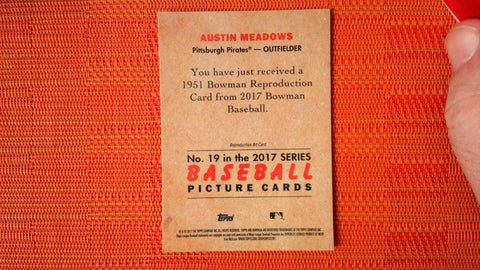 AUSTIN MEADOWS
Pittsburgh Pirates® — OUTFIELDER
You have just received a
1951 Bowman Reproduction
Card from 2017 Bowman
Baseball.
Reproduction Art Card
No. 19 in the 2017 SERIES
BASEBALL
PICTURE CARDS
Topps